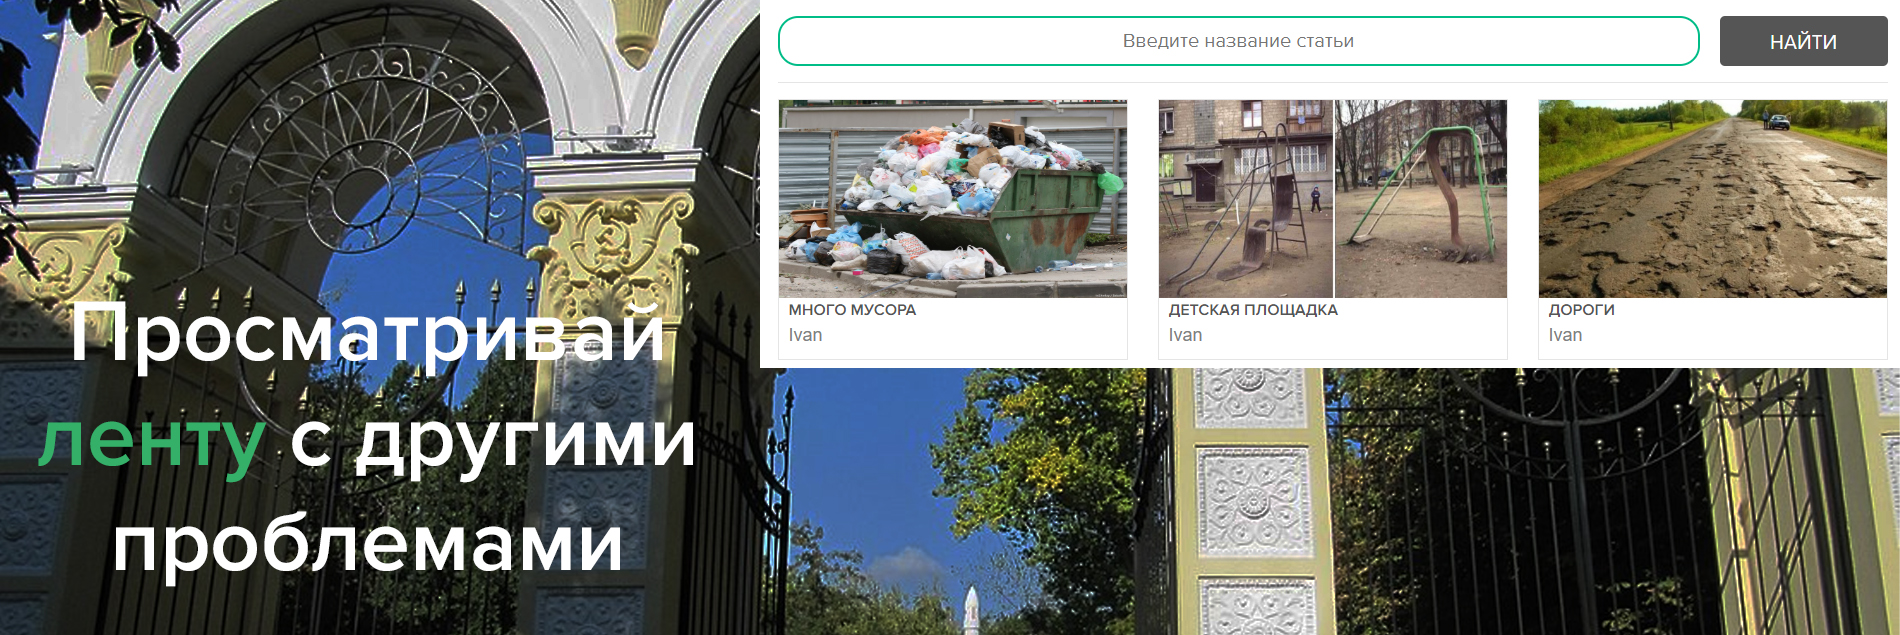 Просматривай
ленту с другими
проблемами
Введите название статьи
НАЙТИ
МНОГО МУСОРА
Ivan
ДЕТСКАЯ ПЛОЩАДКА
Ivan
ДОРОГИ
Ivan